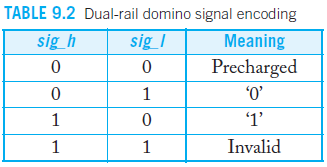 TABLE 9.2 Dual-rail domino signal encoding
sig_h sig_l Meaning
0 0 Precharged
0 1 ‘0’
1 0 ‘1’
1 1 Invalid